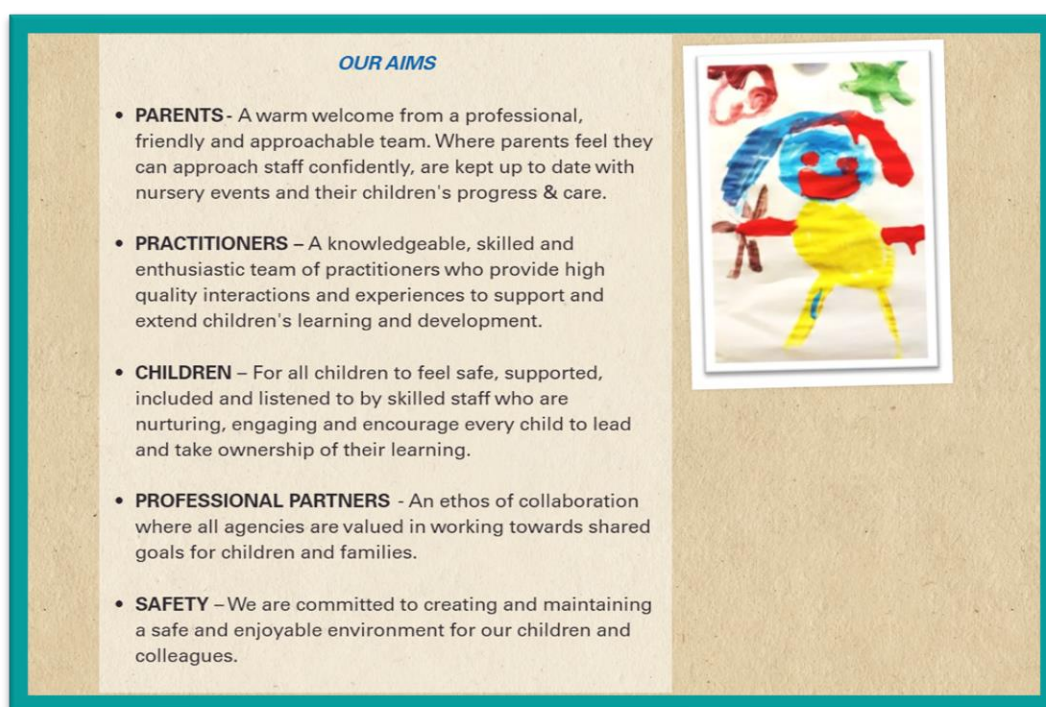 OUR AIMS
• PARENTS - A warm welcome from a professional,
friendly and approachable team. Where parents feel they
can approach staff confidently, are kept up to date with
nursery events and their children's progress & care.
• PRACTITIONERS – A knowledgeable, skilled and
enthusiastic team of practitioners who provide high
quality interactions and experiences to support and
extend children's learning and development.
• CHILDREN – For all children to feel safe, supported,
included and listened to by skilled staff who are
nurturing, engaging and encourage every child to lead
and take ownership of their learning.
• PROFESSIONAL PARTNERS - An ethos of collaboration
where all agencies are valued in working towards shared
goals for children and families.
• SAFETY – We are committed to creating and maintaining
a safe and enjoyable environment for our children and
colleagues.